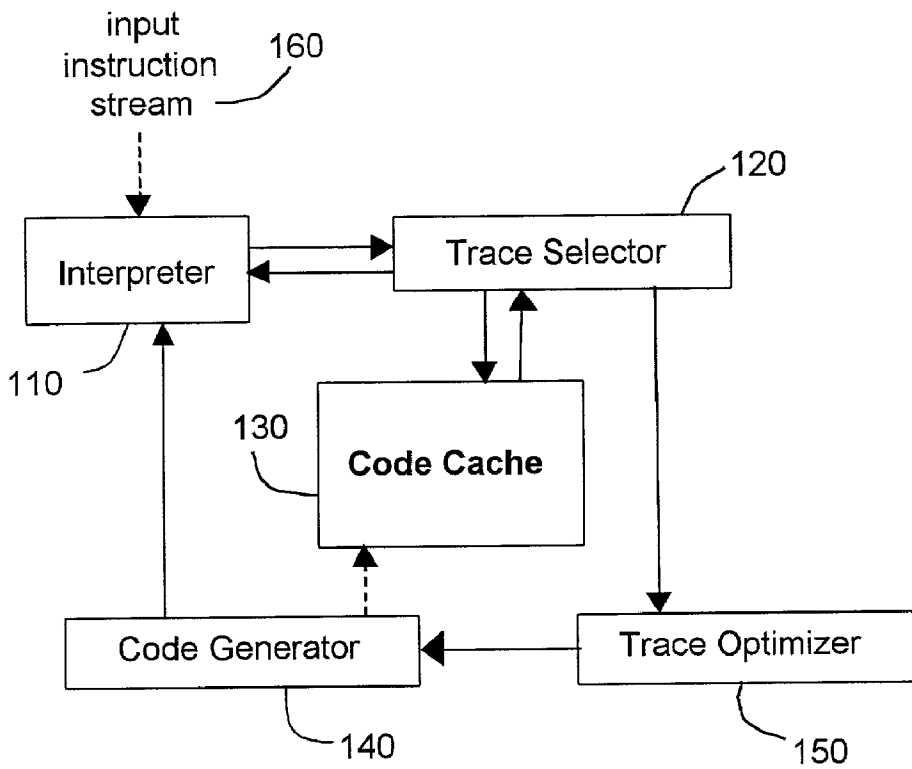 input
instruction
stream
160
120
Interpreter
Trace Selector
110
130
Code Cache
Code Generator
Trace Optimizer
140
150